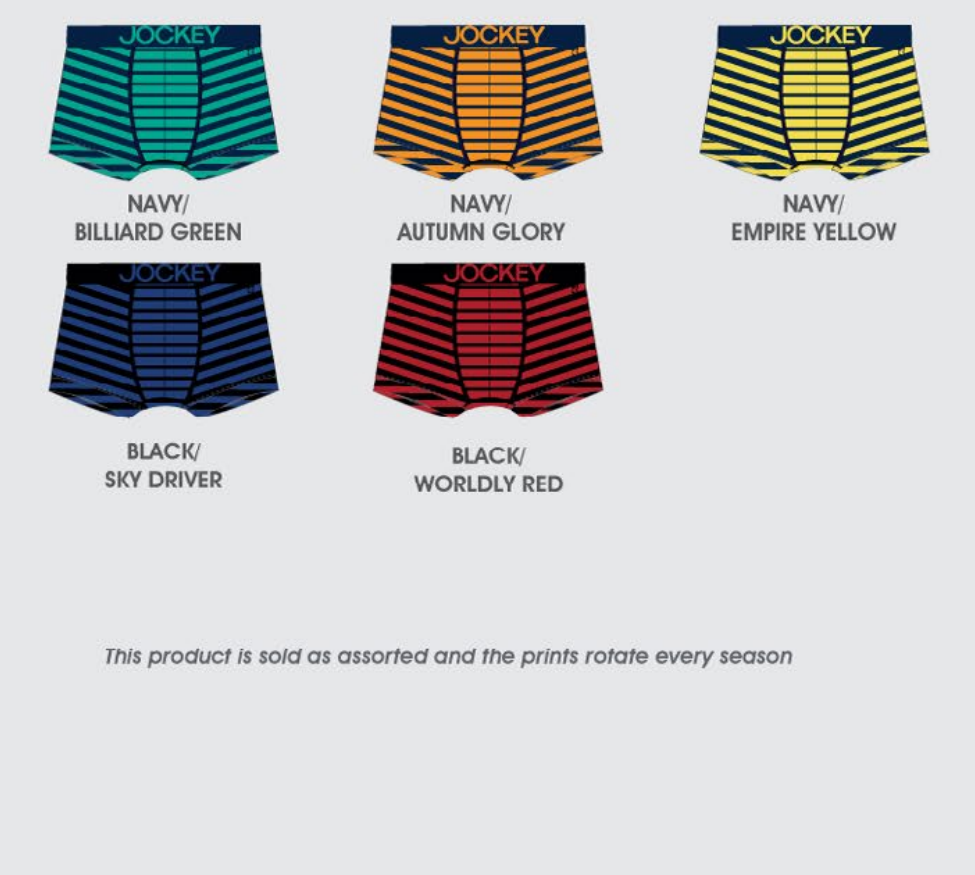 JOCKEY
JOCKEY
JOCKEY
NAVY/
BILLIARD GREEN
NAVY/
AUTUMN GLORY
NAVY/
EMPIRE YELLOW
JOCKEY
JOCKEY
BLACK/
SKY DRIVER
BLACK/
WORLDLY RED
This product is sold as assorted and the prints rotate every season